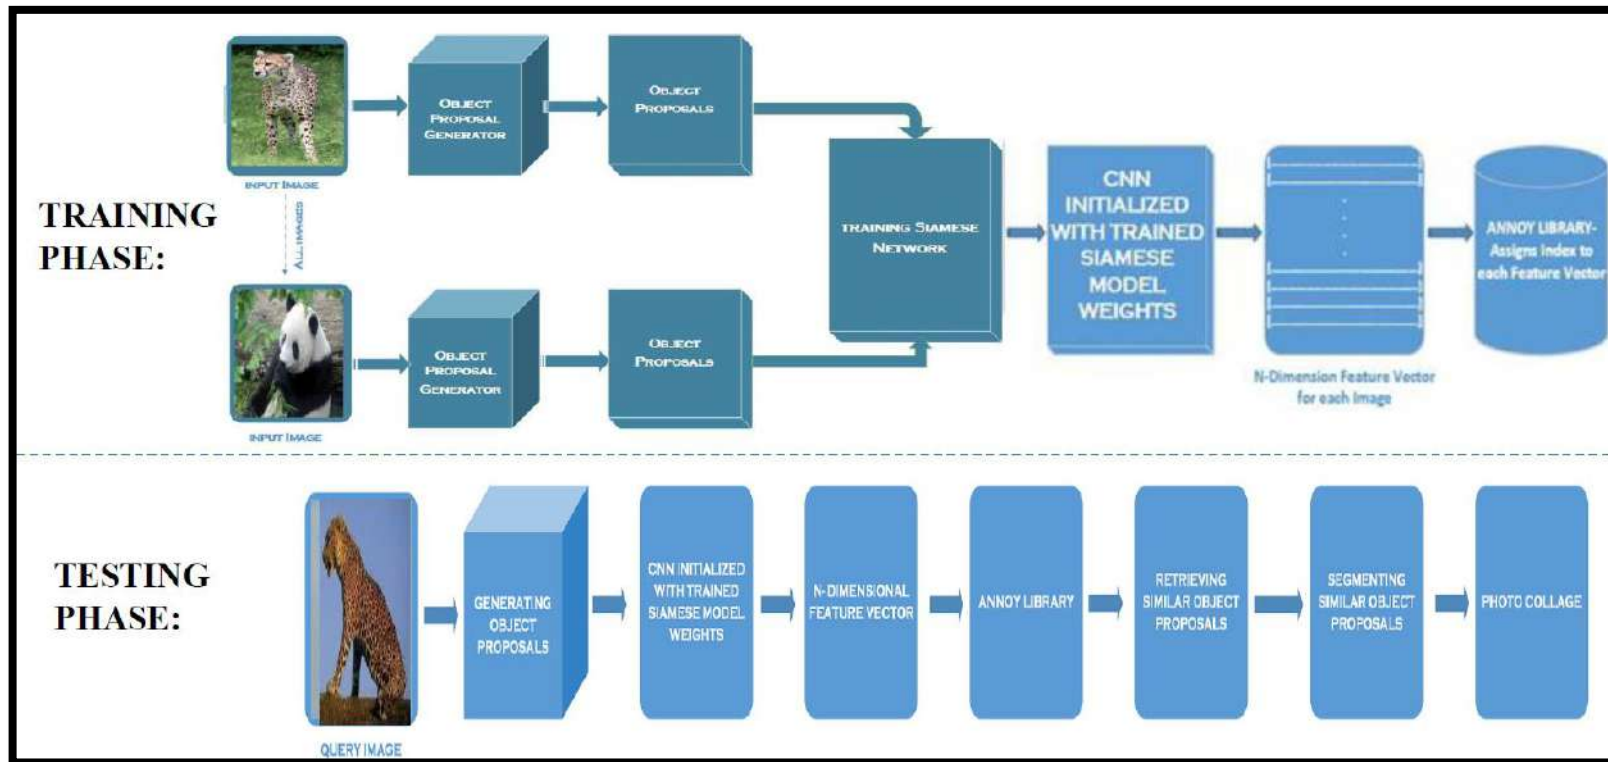 TRAINING
PHASE:
INPUT IMAGE
ALL IMAGES
INPUT IMAGE
OBJECT
PROPOSAL
GENERATOR
OBJECT
PROPOSALS
OBJECT
PROPOSAL
GENERATOR
OBJECT
PROPOSALS
TRAINING SIAMESE
NETWORK
CNN
INITIALIZED
WITH TRAINED
SIAMESE
MODEL
WEIGHTS
N-Dimension Feature Vector
for each Image
ANNOY LIBRARY-
Assigns Index to
each Feature Vector
TESTING
PHASE:
QUERY IMAGE
GENERATING
OBJECT
PROPOSALS
CNN INITIALIZED
WITH TRAINED
SIAMESE MODEL
WEIGHTS
N-DIMENSIONAL
FEATURE VECTOR
ANNOY LIBRARY
RETRIEVING
SIMILAR OBJECT
PROPOSALS
SEGMENTING
SIMILAR OBJECT
PROPOSALS
PHOTO COLLAGE